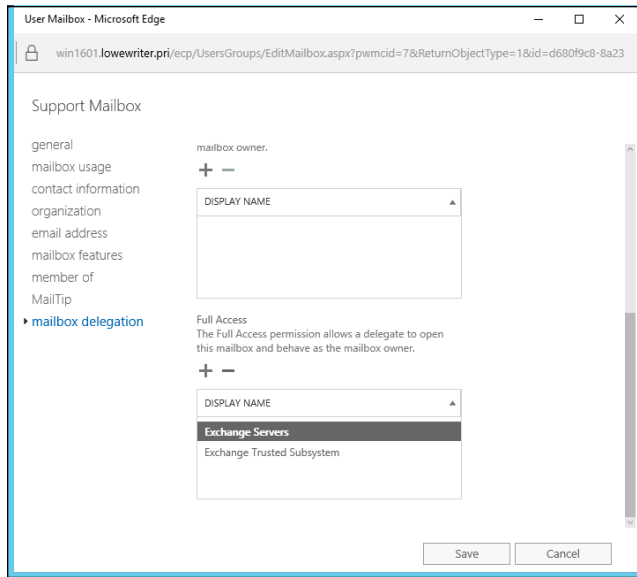 User Mailbox - Microsoft Edge
win1601.lowewriter.pri/ecp/UsersGroups/EditMailbox.aspx?pwmcid=7&ReturnObjectType=1&id=d680f9c8-8a23
Support Mailbox
general
mailbox usage
contact information
organization
email address
mailbox features
member of
MailTip
mailbox delegation
mailbox owner.
DISPLAY NAME
Full Access
The Full Access permission allows a delegate to open
this mailbox and behave as the mailbox owner.
DISPLAY NAME
Exchange Servers
Exchange Trusted Subsystem
Save
Cancel